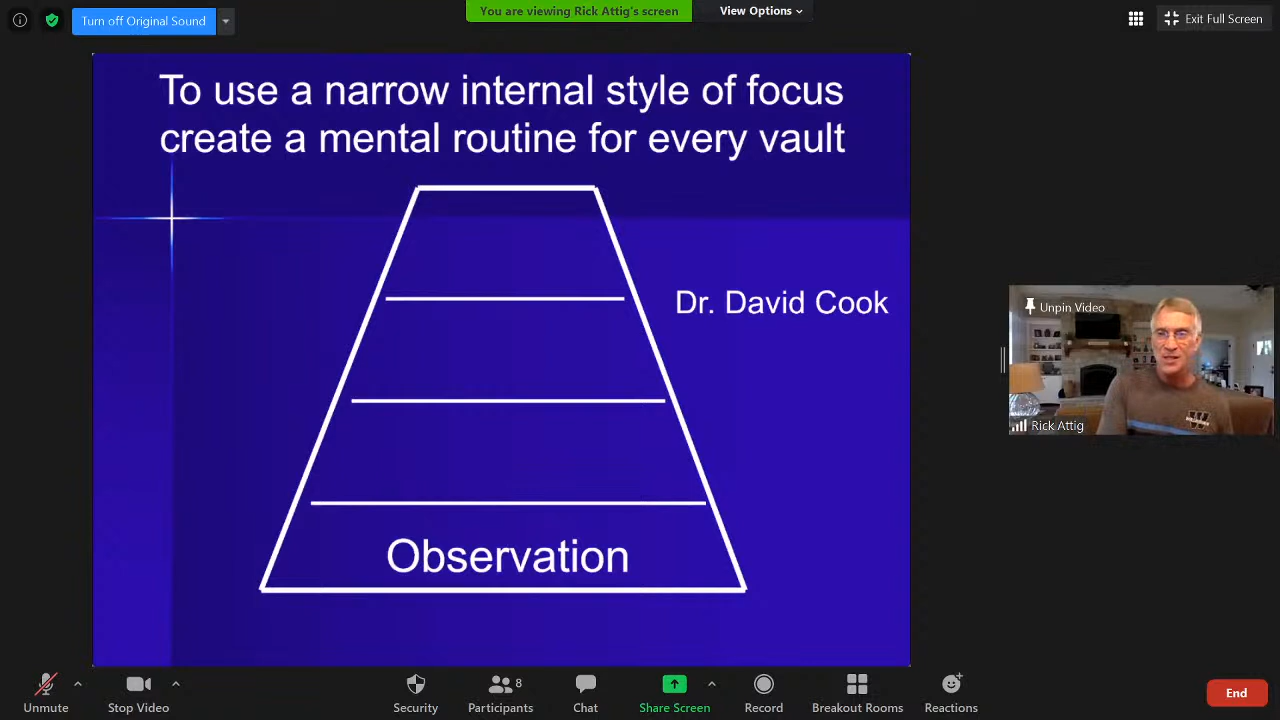 Turn off Original Sound
You are viewing Rick Attig's screen
View Options
Exit Full Screen
To use a narrow internal style of focus
create a mental routine for every vault
Dr. David Cook
Observation
Unpin Video
Rick Attig
W
Unmute
Stop Video
Security
Participants
8
Chat
Share Screen
Record
Breakout Rooms
Reactions
End